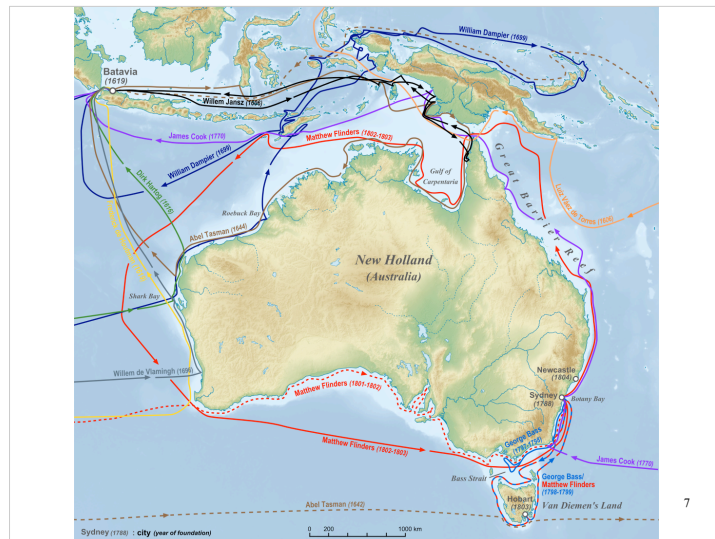 William Dampier (1699)
Batavia
(1619)
Willem Jansz (1606)
James Cook (1770)
Matthew Flinders (1802-1803)
William Dampier (1699)
Gulf of
Carpentaria
Great Barrier Reef
Dirk Hartog (1616)
Luis Váez de Torres (1606)
Roebuck Bay
Abel Tasman (1644)
New Holland
(Australia)
Shark Bay
Willem de Vlamingh (1696)
Newcastle
(1804)
Matthew Flinders (1801-1802)
Sydney
(1788)
Botany Bay
Matthew Flinders (1802-1803)
George Bass
(1797-1798)
James Cook (1770)
Bass Strait
George Bass/
Matthew Flinders
(1798-1799)
Hobart
(1803)
Van Diemen's Land
Abel Tasman (1642)
7
Sydney (1788) : city (year of foundation)
0 200 1000 km